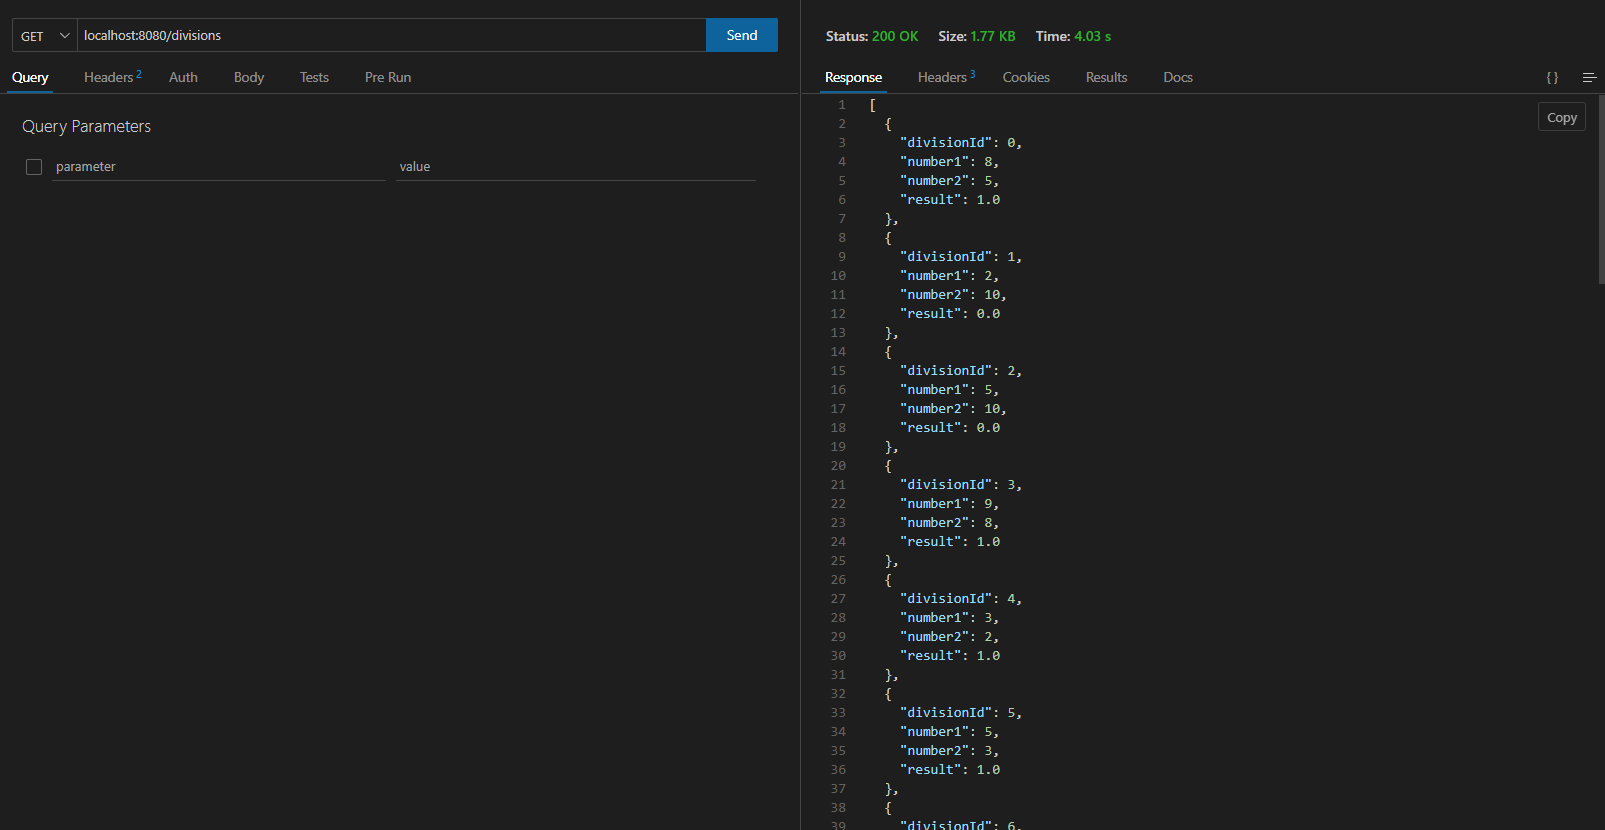 GET
localhost:8080/divisions
Send
Query
Headers 2
Auth
Body
Tests
Pre Run
Query Parameters
parameter
value
Status: 200 OK
Size: 1.77 KB
Time: 4.03 s
Response
Headers 3
Cookies
Results
Docs
{}
Copy
1 [
2 {
3 "divisionId": 0,
4 "number1": 8,
5 "number2": 5,
6 "result": 1.0
7 },
8 {
9 "divisionId": 1,
10 "number1": 2,
11 "number2": 10,
12 "result": 0.0
13 },
14 {
15 "divisionId": 2,
16 "number1": 5,
17 "number2": 10,
18 "result": 0.0
19 },
20 {
21 "divisionId": 3,
22 "number1": 9,
23 "number2": 8,
24 "result": 1.0
25 },
26 {
27 "divisionId": 4,
28 "number1": 3,
29 "number2": 2,
30 "result": 1.0
31 },
32 {
33 "divisionId": 5,
34 "number1": 5,
35 "number2": 3,
36 "result": 1.0
37 },
38 {
39 "divisionId": 6,